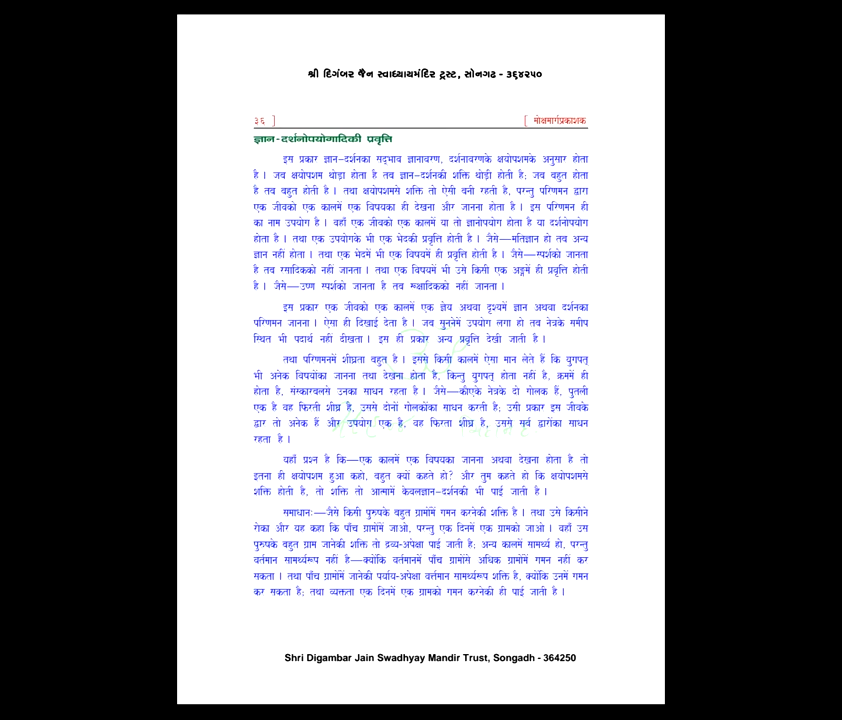 શ્રી દિગંબર જૈન સ્વાધ્યાયમંદિર ટ્રસ્ટ, સોનગઢ - ૩૬૪૨૫૦
३६ ] [ मोक्षमार्गप्रकाशक
ज्ञान-दर्शनोपयोगादिकी प्रवृत्ति
इस प्रकार ज्ञान-दर्शनका सद्भाव ज्ञानावरण, दर्शनावरणके क्षयोपशमके अनुसार होता
है। जब क्षयोपशम थोड़ा होता है तब ज्ञान-दर्शनकी शक्ति थोड़ी होती है; जब बहुत होता
है तब बहुत होती है। तथा क्षयोपशमसे शक्ति तो ऐसी बनी रहती है, परन्तु परिणमन द्वारा
एक जीवको एक कालमें एक विषयका ही देखना और जानना होता है। इस परिणमन ही
का नाम उपयोग है। वहाँ एक जीवको एक कालमें या तो ज्ञानोपयोग होता है या दर्शनोपयोग
होता है। तथा एक उपयोगके भी एक भेदकी प्रवृत्ति होती है। जैसे—मतिज्ञान हो तब अन्य
ज्ञान नहीं होता। तथा एक भेदमें भी एक विषयमें ही प्रवृत्ति होती है। जैसे—स्पर्शको जानता
है तब रसादिकको नहीं जानता। तथा एक विषयमें भी उसे किसी एक अङ्गमें ही प्रवृत्ति होती
है। जैसे—उष्ण स्पर्शको जानता है तब रूक्षादिकको नहीं जानता।
इस प्रकार एक जीवको एक कालमें एक ज्ञेय अथवा दृश्यमें ज्ञान अथवा दर्शनका
परिणमन जानना। ऐसा ही दिखाई देता है। जब सुननेमें उपयोग लगा हो तब नेत्रके समीप
स्थित भी पदार्थ नहीं दीखता। इस ही प्रकार अन्य प्रवृत्ति देखी जाती है।
तथा परिणमनमें शीघ्रता बहुत है। इससे किसी कालमें ऐसा मान लेते हैं कि युगपत्
भी अनेक विषयोंका जानना तथा देखना होता है, किन्तु युगपत् होता नहीं है, क्रमसे ही
होता है, संस्कारबलसे उनका साधन रहता है। जैसे—कौएके नेत्रके दो गोलक हैं, पुतली
एक है वह फिरती शीघ्र है, उससे दोनों गोलकोंका साधन करती है; उसी प्रकार इस जीवके
द्वार तो अनेक हैं और उपयोग एक है, वह फिरता शीघ्र है, उससे सर्व द्वारोंका साधन
रहता है।
यहाँ प्रश्न है कि—एक कालमें एक विषयका जानना अथवा देखना होता है तो
इतना ही क्षयोपशम हुआ कहो, बहुत क्यों कहते हो? और तुम कहते हो कि क्षयोपशमसे
शक्ति होती है, तो शक्ति तो आत्मामें केवलज्ञान-दर्शनकी भी पाई जाती है।
समाधानः—जैसे किसी पुरुषके बहुत ग्रामोंमें गमन करनेकी शक्ति है। तथा उसे किसीने
रोका और यह कहा कि पाँच ग्रामोंमें जाओ, परन्तु एक दिनमें एक ग्रामको जाओ। वहाँ उस
पुरुषके बहुत ग्राम जानेकी शक्ति तो द्रव्य-अपेक्षा पाई जाती है; अन्य कालमें सामर्थ्य हो, परन्तु
वर्तमान सामर्थ्यरूप नहीं है—क्योंकि वर्तमानमें पाँच ग्रामोंसे अधिक ग्रामोंमें गमन नहीं कर
सकता। तथा पाँच ग्रामोंमें जानेकी पर्याय-अपेक्षा वर्त्तमान सामर्थ्यरूप शक्ति है, क्योंकि उनमें गमन
कर सकता है; तथा व्यक्तता एक दिनमें एक ग्रामको गमन करनेकी ही पाई जाती है।
Shri Digambar Jain Swadhyay Mandir Trust, Songadh - 364250